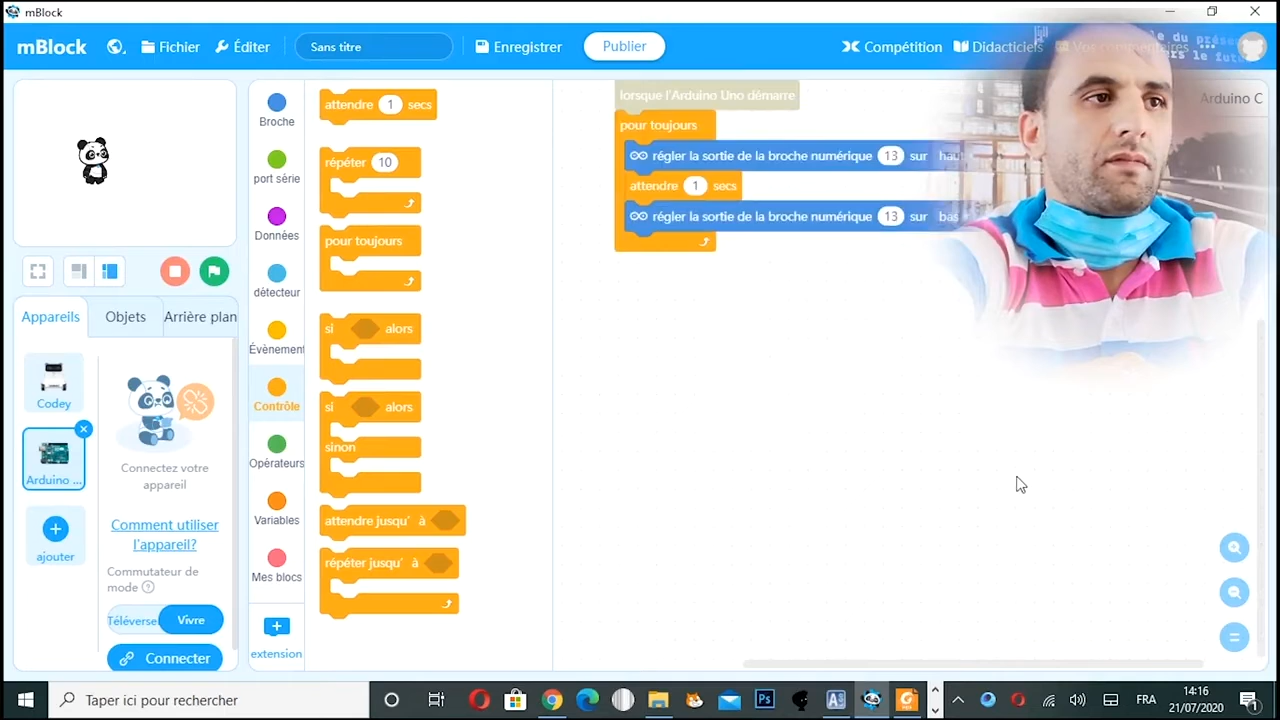 mBlock
mBlock
Fichier
Éditer
Sans titre
Enregistrer
Publier
Compétition
Didacticiels
Vos commentaires
Arduino C
Broche
port série
Données
détecteur
Évènement
Contrôle
Opérateurs
Variables
Mes blocs
extension
attendre 1 secs
répéter 10
pour toujours
si alors
si alors
sinon
attendre jusqu' à
répéter jusqu' à
lorsque l'Arduino Uno démarre
pour toujours
régler la sortie de la broche numérique 13 sur haut
attendre 1 secs
régler la sortie de la broche numérique 13 sur bas
Appareils
Objets
Arrière plan
Codey
Arduino ...
ajouter
Connectez votre
appareil
Comment utiliser
l'appareil?
Commutateur de
mode
Téléverse
Vivre
Connecter
Taper ici pour rechercher
FRA
14:16
21/07/2020